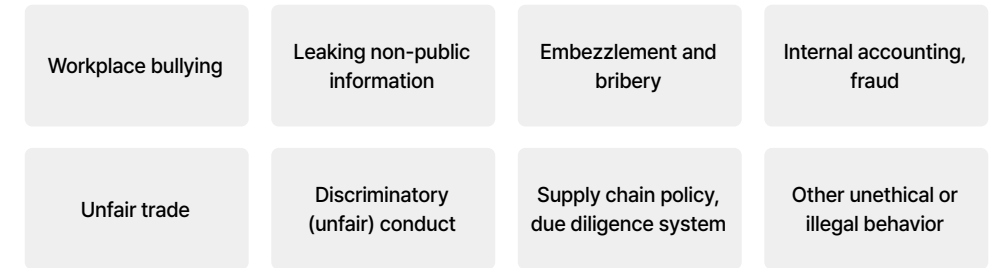 Workplace bullying
Leaking non-public
information
Embezzlement and
bribery
Internal accounting,
fraud
Unfair trade
Discriminatory
(unfair) conduct
Supply chain policy,
due diligence system
Other unethical or
illegal behavior